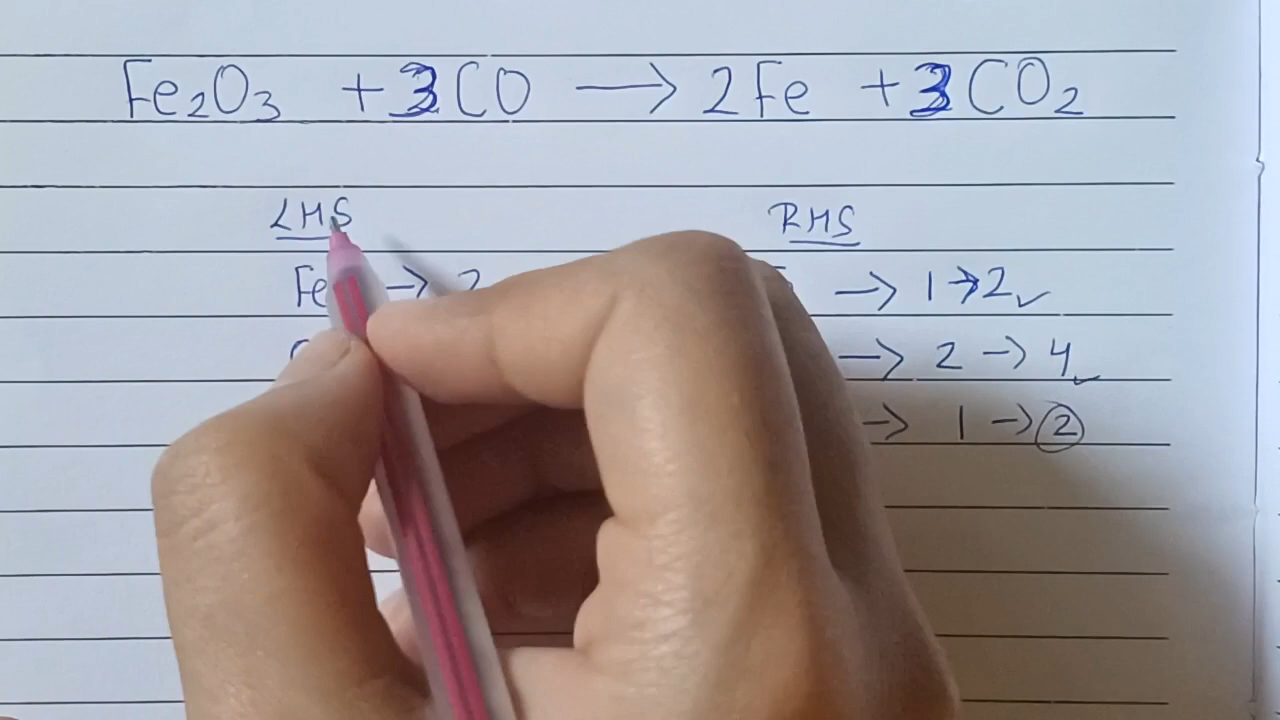 Fe₂O₃ + 3CO → 2Fe + 3CO₂
LHS RHS
Fe → 2 → 1 → 2 ✓
→ 2 → 4 ✓
→ 1 → 2